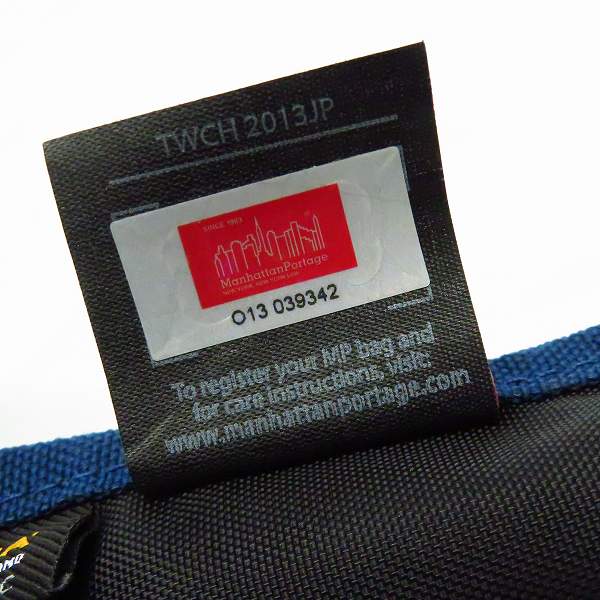 TWCH 2013JP
SINCE 1983
ManhattanPortage
NEW YORK, NEW YORK USA
O13 039342
To register your MP bag and
for care instructions, visit:
www.manhattanportage.com